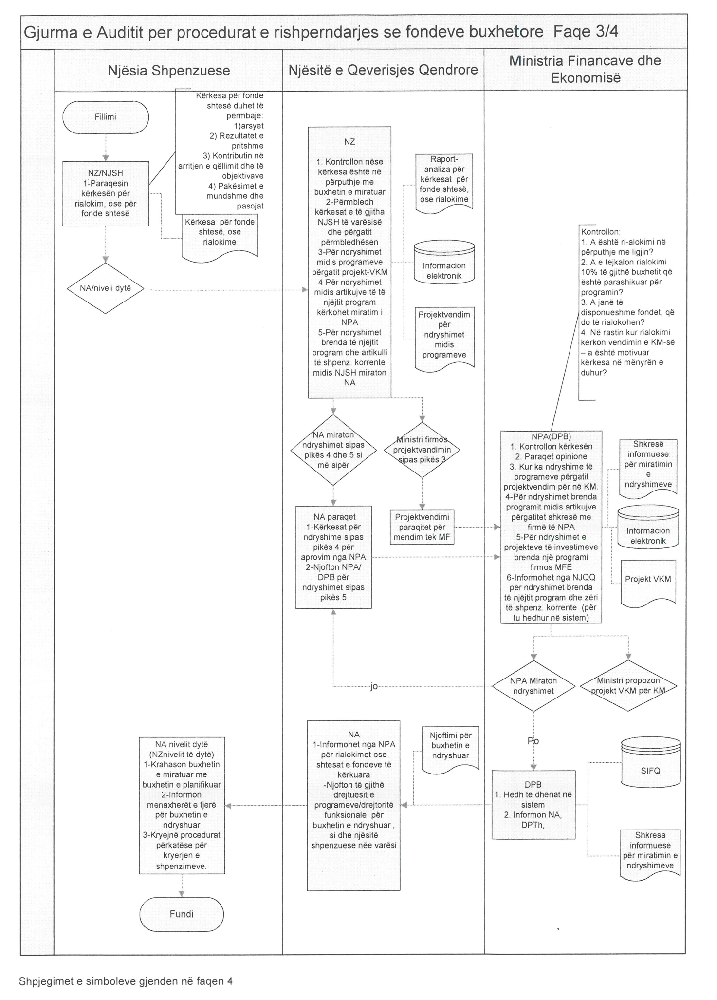 Gjurma e Auditit per procedurat e rishperndarjes se fondeve buxhetore Faqe 3/4
Njësia Shpenzuese
Njësitë e Qeverisjes Qendrore
Ministria Financave dhe
Ekonomisë
Fillimi
Kërkesa për fonde
shtesë duhet të
përmbajë:
1)arsyet
2) Rezultatet e
pritshme
3) Kontributin në
arritjen e qëllimit dhe të
objektivave
4) Pakësimet e
mundshme dhe
pasojat
NZ/NJSH
1-Paraqesin
kërkesën për
rialokim, ose për
fonde shtesë
Kërkesa për fonde
shtesë, ose
rialokime
NA/niveli dytë
NZ
1. Kontrollon nëse
kërkesa është në
përputhje me
buxhetin e miratuar
2-Përmbledh
kërkesat e të gjitha
NJSH të varësisë
dhe përgatit
përmbledhësen
3-Për ndryshimet
midis programeve
përgatit projekt-VKM
4-Për ndryshimet
midis artikujve të të
njëjtit program
kërkohet miratim i
NPA
5-Për ndryshimet
brenda të njëjtit
program dhe artikulli
të shpenz. korrente
midis NJSH miraton
NA
Raport-
analiza për
kërkesat për
fonde shtesë,
ose rialokime
Informacion
elektronik
Projektvendim
për
ndryshimet
midis
programeve
Kontrollon:
1. A është ri-alokimi në
përputhje me ligjin?
2. A e tejkalon rialokimi
10% të gjithë buxhetit që
është parashikuar për
programin?
3. A janë të
disponueshme fondet, që
do të rialokohen?
4. Në rastin kur rialokimi
kërkon vendimin e KM-së
– a është motivuar
kërkesa në mënyrën e
duhur?
NA miraton
ndryshimet sipas
pikës 4 dhe 5 si
më sipër
Ministri firmos
projektvendimin
sipas pikës 3
NA paraqet
1-Kërkesat për
ndryshime sipas
pikës 4 për
aprovim nga NPA
2-Njofton NPA/
DPB për
ndryshimet sipas
pikës 5
Projektvendimi
paraqitet për
mendim tek MF
NPA(DPB)
1. Kontrollon kërkesën
2. Paraqet opinione
3. Kur ka ndryshime të
programeve përgatit
projektvendim për në KM.
4-Për ndryshimet brenda
programit midis artikujve
përgatitet shkresë me
firmë të NPA
5-Për ndryshimet e
projekteve të investimeve
brenda një programi
firmos MFE
6-Informohet nga NJQQ
për ndryshimet brenda
të njëjtit program dhe zëri
të shpenz. korrente (për
tu hedhur në sistem)
Shkresë
informuese
për miratimin
e
ndryshimeve
Informacion
elektronik
Projekt VKM
NPA Miraton
ndryshimet
Ministri propozon
projekt VKM për KM
jo
Po
NA nivelit dytë
(NZnivelit të dytë)
1-Krahason buxhetin
e miratuar me
buxhetin e planifikuar
2-Informon
menaxherët e tjerë
për buxhetin e
ndryshuar
3-Kryejnë procedurat
përkatëse për
kryerjen e
shpenzimeve.
NA
1-Informohet nga NPA
për rialokimet ose
shtesat e fondeve të
kërkuara
-Njofton të gjithë
drejtuesit e
programeve/drejtoritë
funksionale për
buxhetin e ndryshuar ,
si dhe njësitë
shpenzuese nëe varësi
Njoftimi për
buxhetin e
ndryshuar
DPB
1. Hedh të dhënat në
sistem
2. Informon NA,
DPTh,
SIFQ
Shkresa
informuese
për miratimin e
ndryshimeve
Fundi
Shpjegimet e simboleve gjenden në faqen 4